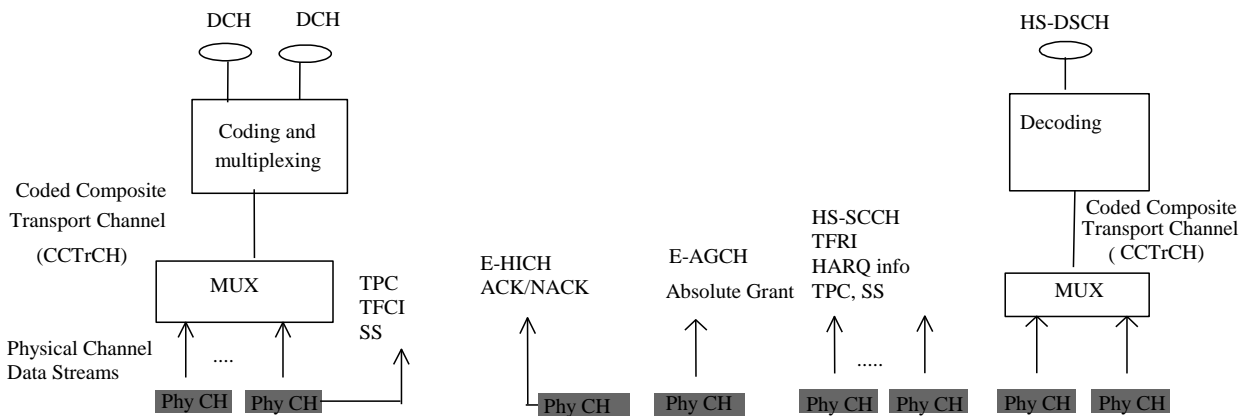 DCH
DCH
Coding and
multiplexing
Coded Composite
Transport Channel
(CCTrCH)
MUX
TPC
TFCI
SS
Physical Channel
Data Streams
....
Phy CH
Phy CH
E-HICH
ACK/NACK
Phy CH
E-AGCH
Absolute Grant
Phy CH
HS-SCCH
TFRI
HARQ info
TPC, SS
.....
Phy CH
Phy CH
HS-DSCH
Decoding
Coded Composite
Transport Channel
( CCTrCH)
MUX
Phy CH
Phy CH